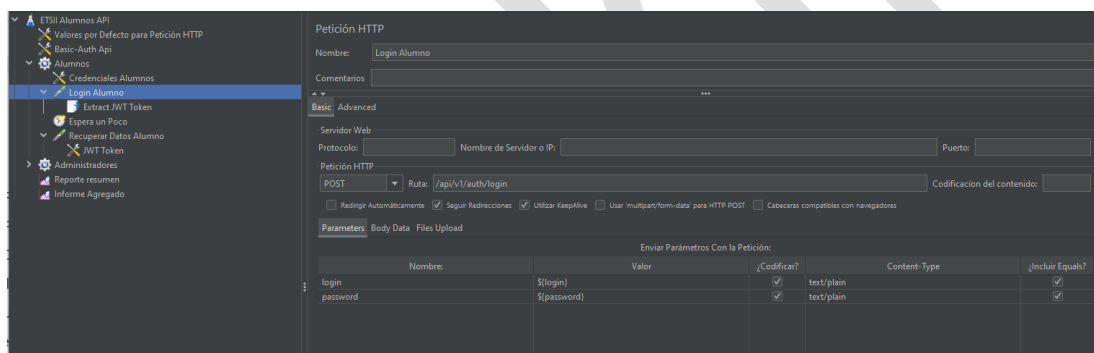 ETSII Alumnos API
Valores por Defecto para Petición HTTP
Basic-Auth Api
Alumnos
Credenciales Alumnos
Login Alumno
Extract JWT Token
Espera un Poco
Recuperar Datos Alumno
JWT Token
Administradores
Reporte resumen
Informe Agregado
Petición HTTP
Nombre: Login Alumno
Comentarios
Basic Advanced
Servidor Web
Protocolo: Nombre de Servidor o IP: Puerto:
Petición HTTP
POST Ruta: /api/v1/auth/login Codificación del contenido:
Redirigir Automáticamente Seguir Redirecciones Utilizar KeepAlive Usar 'multipart/form-data' para HTTP POST Cabeceras compatibles con navegadores
Parameters Body Data Files Upload
Enviar Parámetros Con la Petición:
Nombre: Valor ¿Codificar? Content-Type ¿Incluir Equals?
login ${login} text/plain
password ${password} text/plain